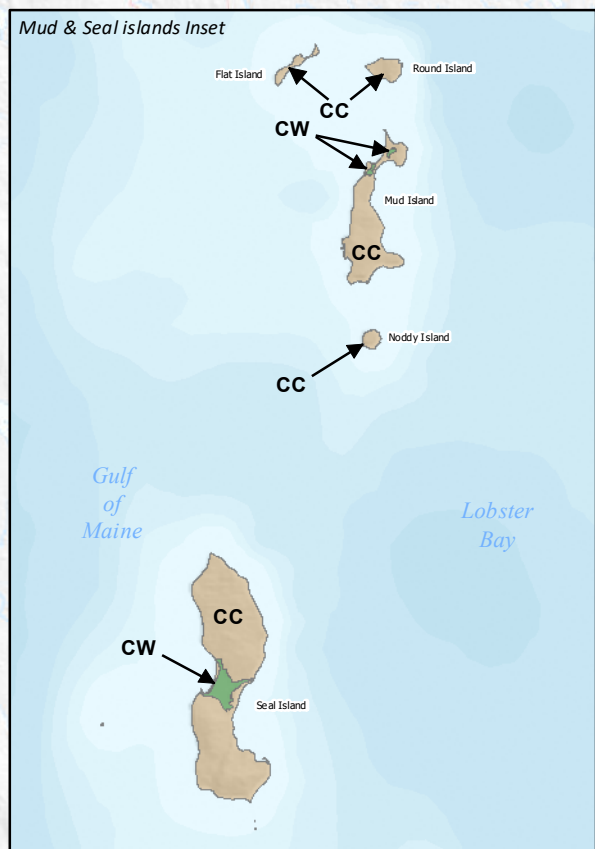 Mud & Seal islands Inset
Flat Island
Round Island
CC
CW
Mud Island
CC
Noddy Island
CC
Gulf
of
Maine
Lobster
Bay
CC
CW
Seal Island